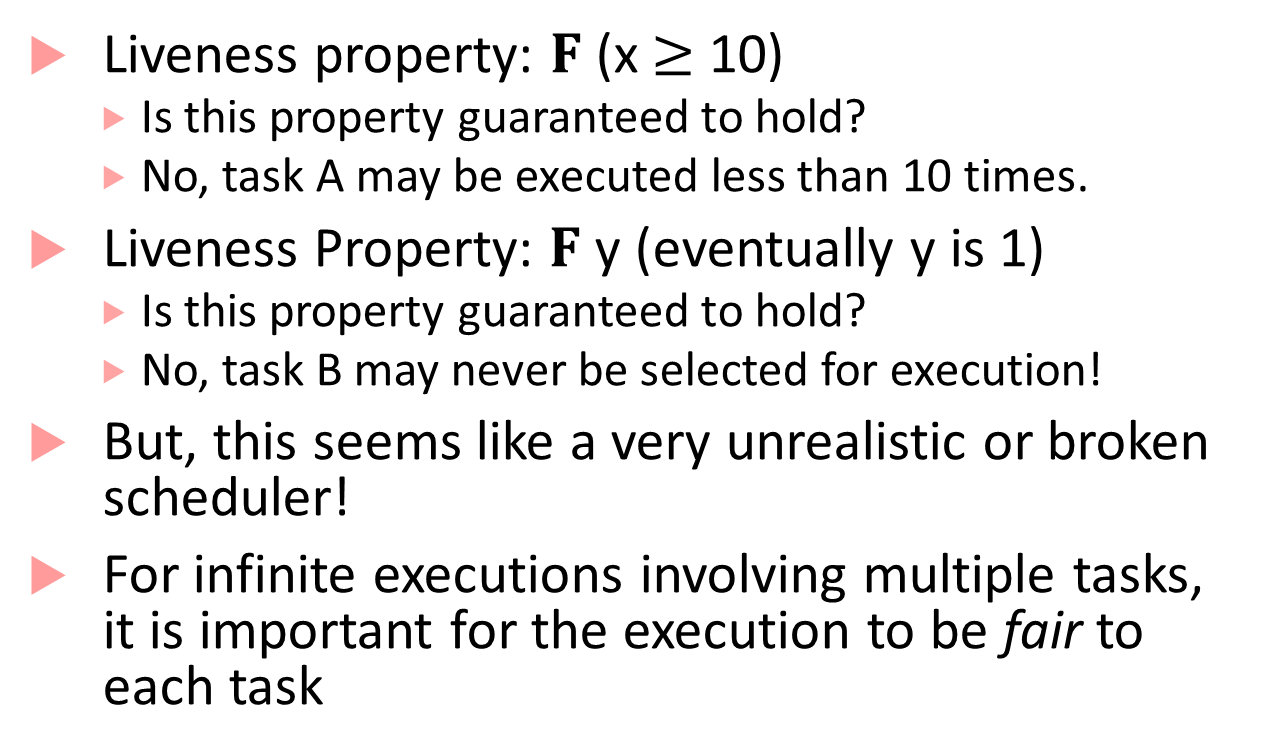 Liveness property: F (x ≥ 10)
Is this property guaranteed to hold?
No, task A may be executed less than 10 times.
Liveness Property: F y (eventually y is 1)
Is this property guaranteed to hold?
No, task B may never be selected for execution!
But, this seems like a very unrealistic or broken
scheduler!
For infinite executions involving multiple tasks,
it is important for the execution to be fair to
each task